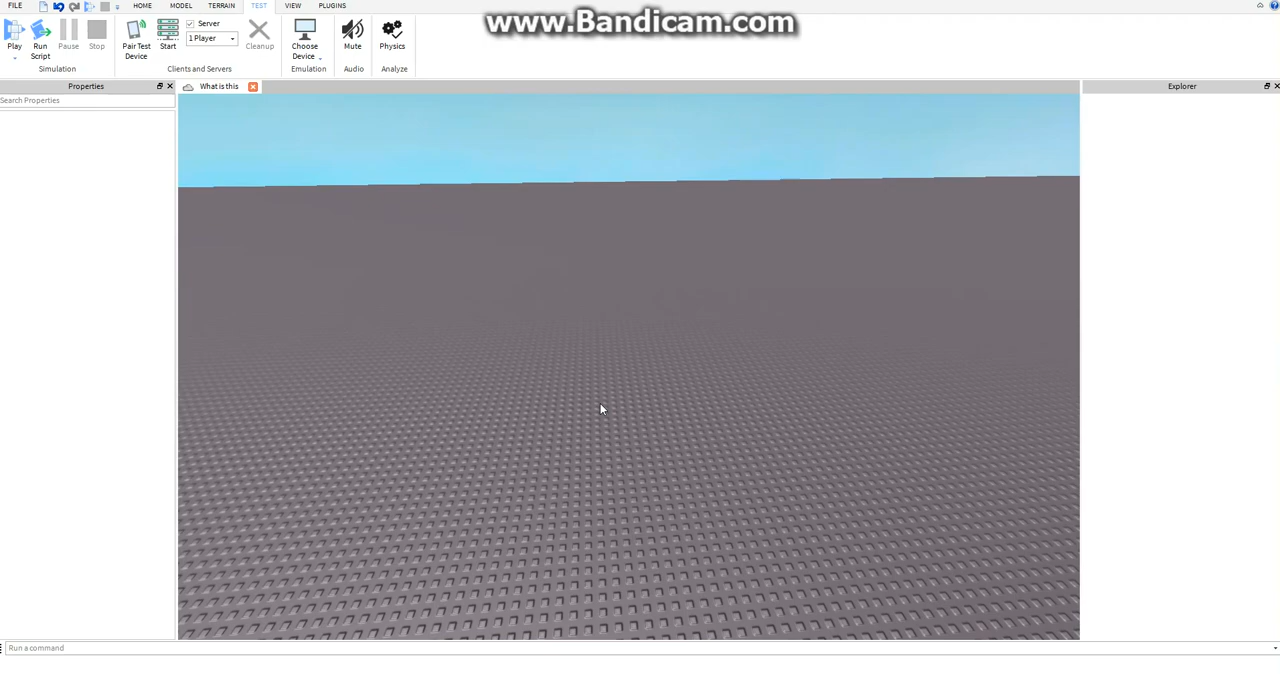 www.Bandicam.com
FILE HOME MODEL TERRAIN TEST VIEW PLUGINS
Play Run Script Pause Stop
Simulation
Pair Test Device Start Server 1 Player Cleanup
Clients and Servers
Choose Device
Emulation
Mute
Audio
Physics
Analyze
Properties
What is this
Explorer
Search Properties
Run a command